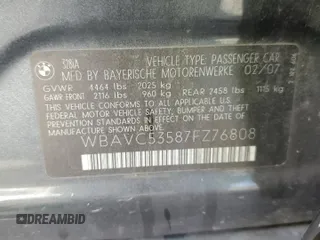 BMW
328iA
VEHICLE TYPE PASSENGER CAR
MFD BY BAYERISCHE MOTORENWERKE 02/07
GVWR 4464 lbs 2025 kg
GAWR FRONT 2116 lbs 960 kg REAR 2458 lbs 1115 kg
THIS VEHICLE CONFORMS TO ALL APPLICABLE
FEDERAL MOTOR VEHICLE SAFETY, BUMPER AND THEFT
PREVENTION STANDARDS IN EFFECT ON THE DATE OF
MANUFACTURE SHOWN ABOVE.
WBAVC53587FZ76808
DREAMBID